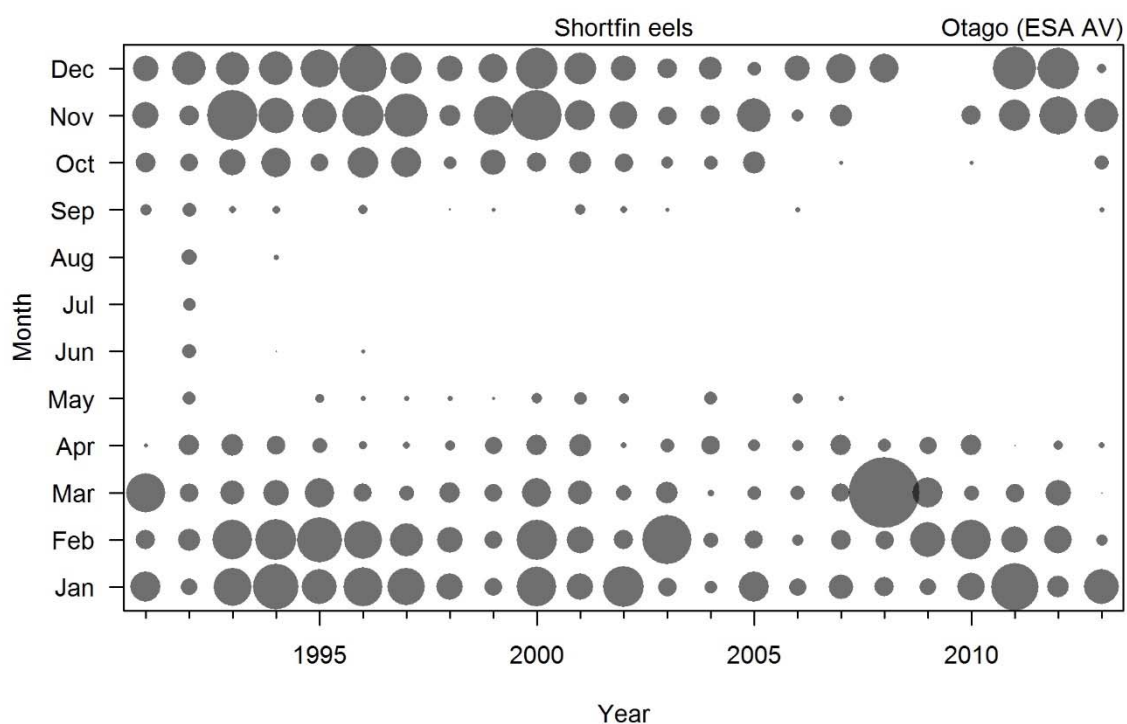 Shortfin eels
Otago (ESA AV)
Dec
Nov
Oct
Sep
Aug
Jul
Jun
May
Apr
Mar
Feb
Jan
Month
1995
2000
2005
2010
Year